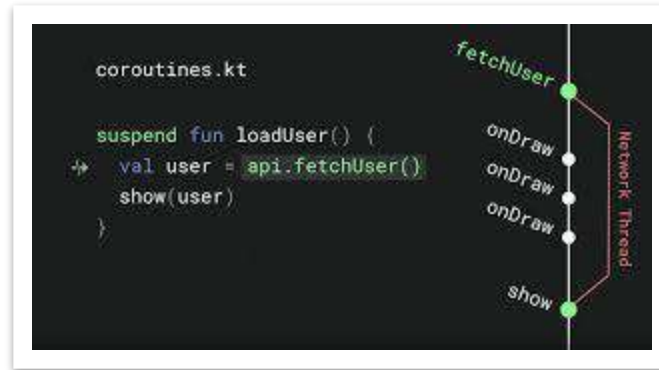 coroutines.kt
suspend fun loadUser() {
val user = api.fetchUser()
show(user)
}
fetchUser
onDraw
onDraw
onDraw
show
Network Thread